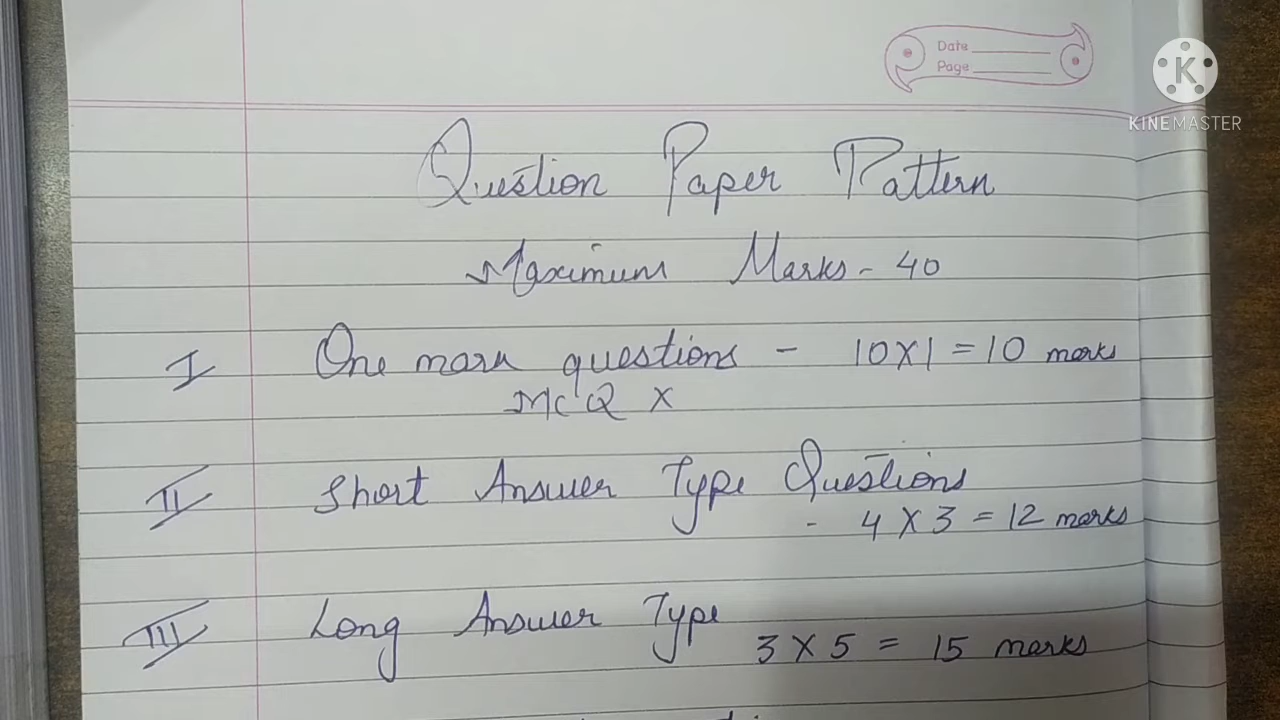 Date
Page
KINEMASTER
Question Paper Pattern
Maximum Marks - 40
I One mark questions - 10 X 1 = 10 marks
MCQ X
II Short Answer Type Questions
- 4 X 3 = 12 marks
III Long Answer Type
3 X 5 = 15 marks